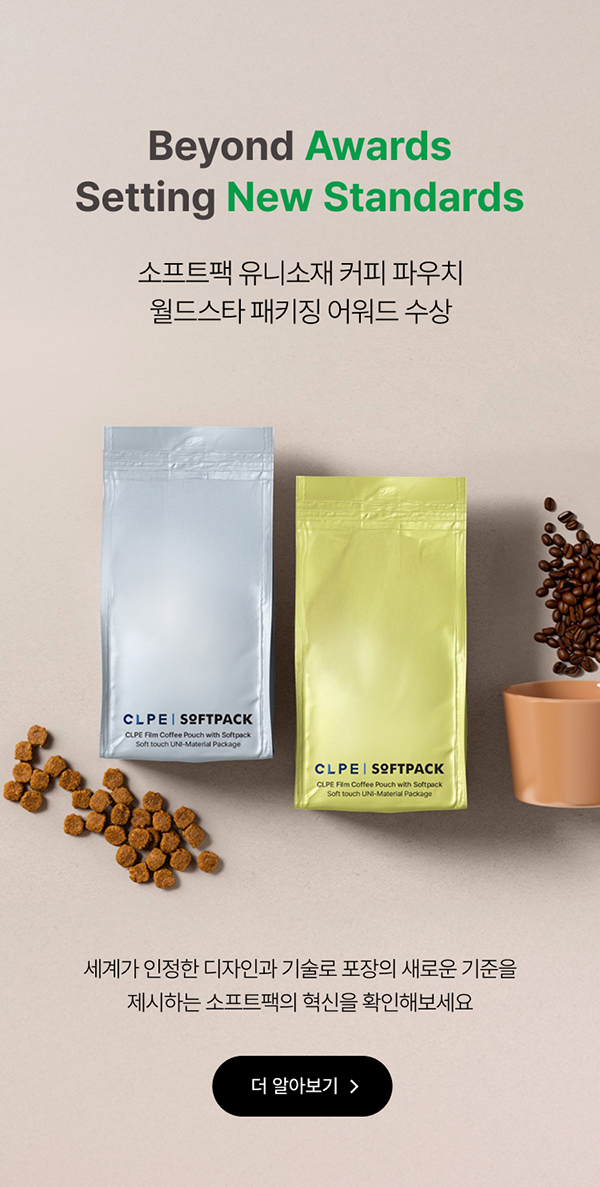 Beyond Awards
Setting New Standards
소프트팩 유니소재 커피 파우치
월드스타 패키징 어워드 수상
CLPE | SOFTPACK
CLPE Film Coffee Pouch with Softpack
Soft touch UNI-Material Package
CLPE | SOFTPACK
CLPE Film Coffee Pouch with Softpack
Soft touch UNI-Material Package
세계가 인정한 디자인과 기술로 포장의 새로운 기준을
제시하는 소프트팩의 혁신을 확인해보세요
더 알아보기 >